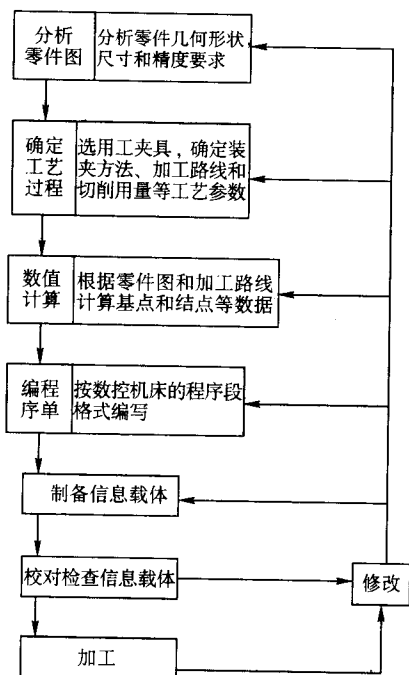 分析
零件图
分析零件几何形状
尺寸和精度要求
确定
工艺
过程
选用工夹具，确定装
夹方法、加工路线和
切削用量等工艺参数
数值
计算
根据零件图和加工路线
计算基点和结点等数据
编程
序单
按数控机床的程序段
格式编写
制备信息载体
校对检查信息载体
修改
加工